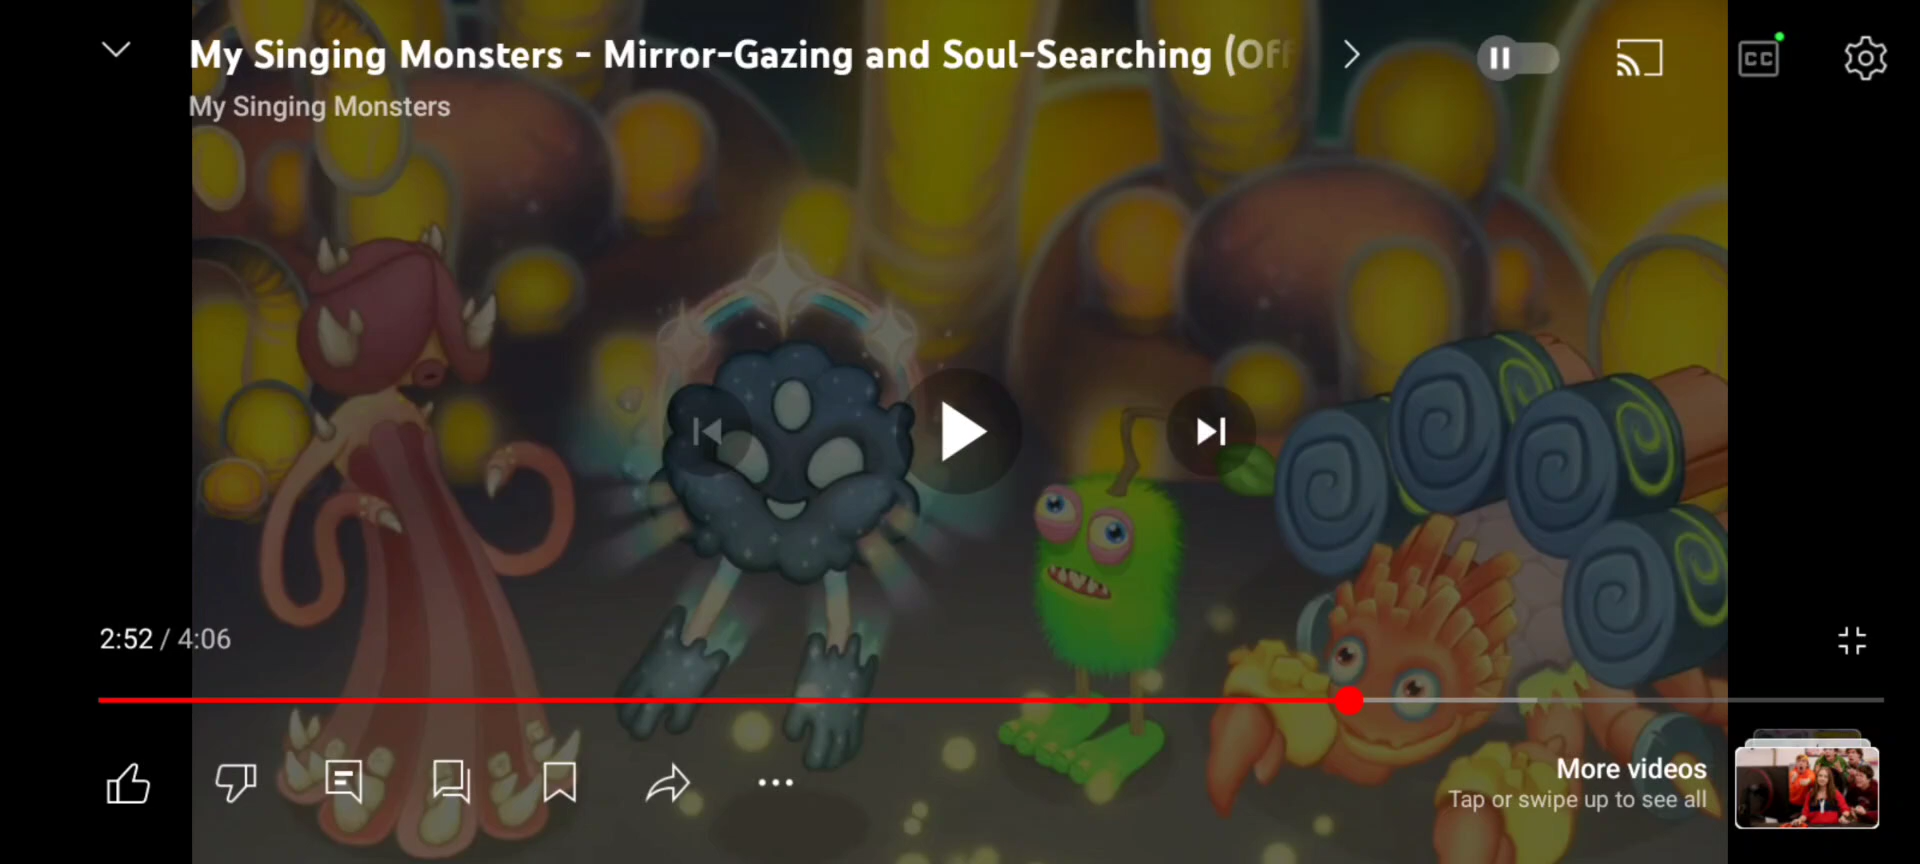 My Singing Monsters - Mirror-Gazing and Soul-Searching (Off
My Singing Monsters
CC
2:52 / 4:06
More videos
Tap or swipe up to see all